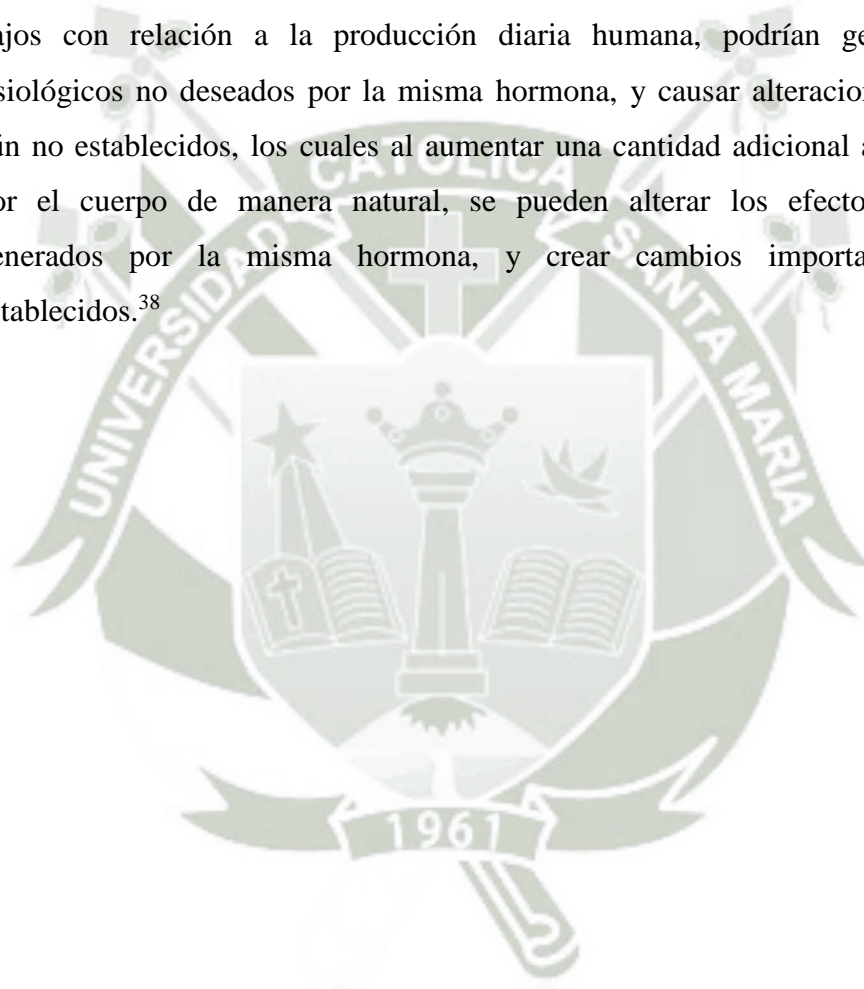 ajos con relación a la producción diaria humana, podrían ge
siológicos no deseados por la misma hormona, y causar alteracion
ún no establecidos, los cuales al aumentar una cantidad adicional a
or el cuerpo de manera natural, se pueden alterar los efecto
enerados por la misma hormona, y crear cambios importa
tablecidos.38
UNIVERSIDAD CATOLICA SANTA MARIA
1961